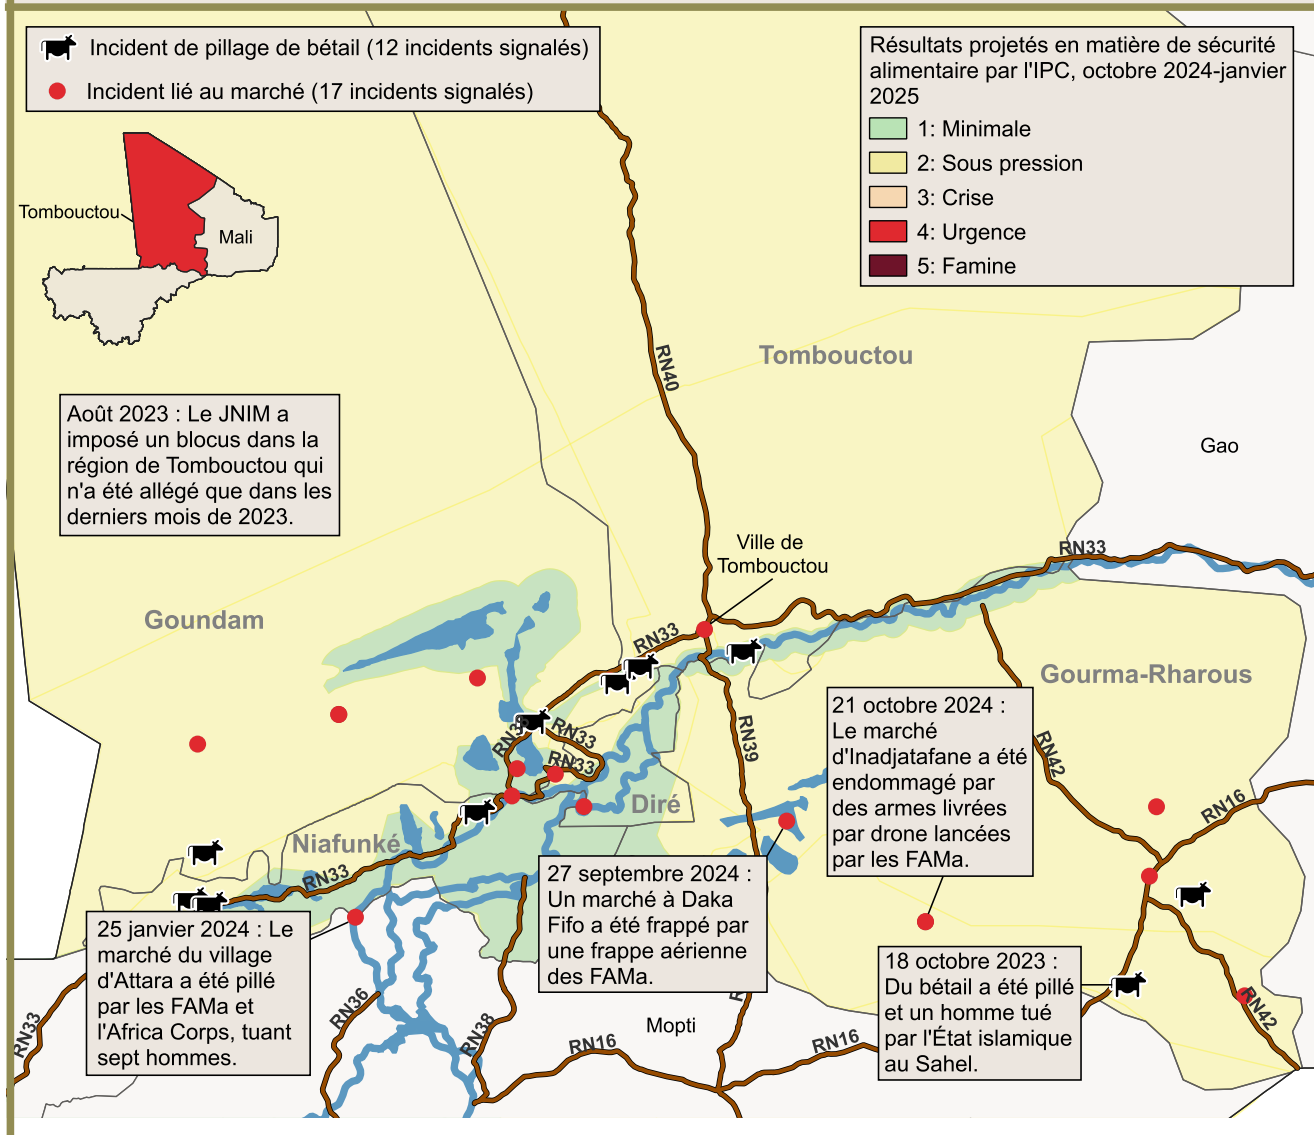 Incident de pillage de bétail (12 incidents signalés)
Incident lié au marché (17 incidents signalés)
Résultats projetés en matière de sécurité
alimentaire par l'IPC, octobre 2024-janvier
2025
1: Minimale
2: Sous pression
3: Crise
4: Urgence
5: Famine
Tombouctou
Mali
RN40
Tombouctou
Gao
Août 2023 : Le JNIM a
imposé un blocus dans la
région de Tombouctou qui
n'a été allégé que dans les
derniers mois de 2023.
Ville de
Tombouctou
RN33
Goundam
RN33
Gourma-Rharous
RN33
RN33
RN39
RN42
RN16
Diré
Niafunké
RN33
21 octobre 2024 :
Le marché
d'Inadjatafane a été
endommagé par
des armes livrées
par drone lancées
par les FAMa.
27 septembre 2024 :
Un marché à Daka
Fifo a été frappé par
une frappe aérienne
des FAMa.
25 janvier 2024 : Le
marché du village
d'Attara a été pillé
par les FAMa et
l'Africa Corps, tuant
sept hommes.
18 octobre 2023 :
Du bétail a été pillé
et un homme tué
par l'État islamique
au Sahel.
RN33
RN36
RN38
Mopti
RN16
RN16
RN42